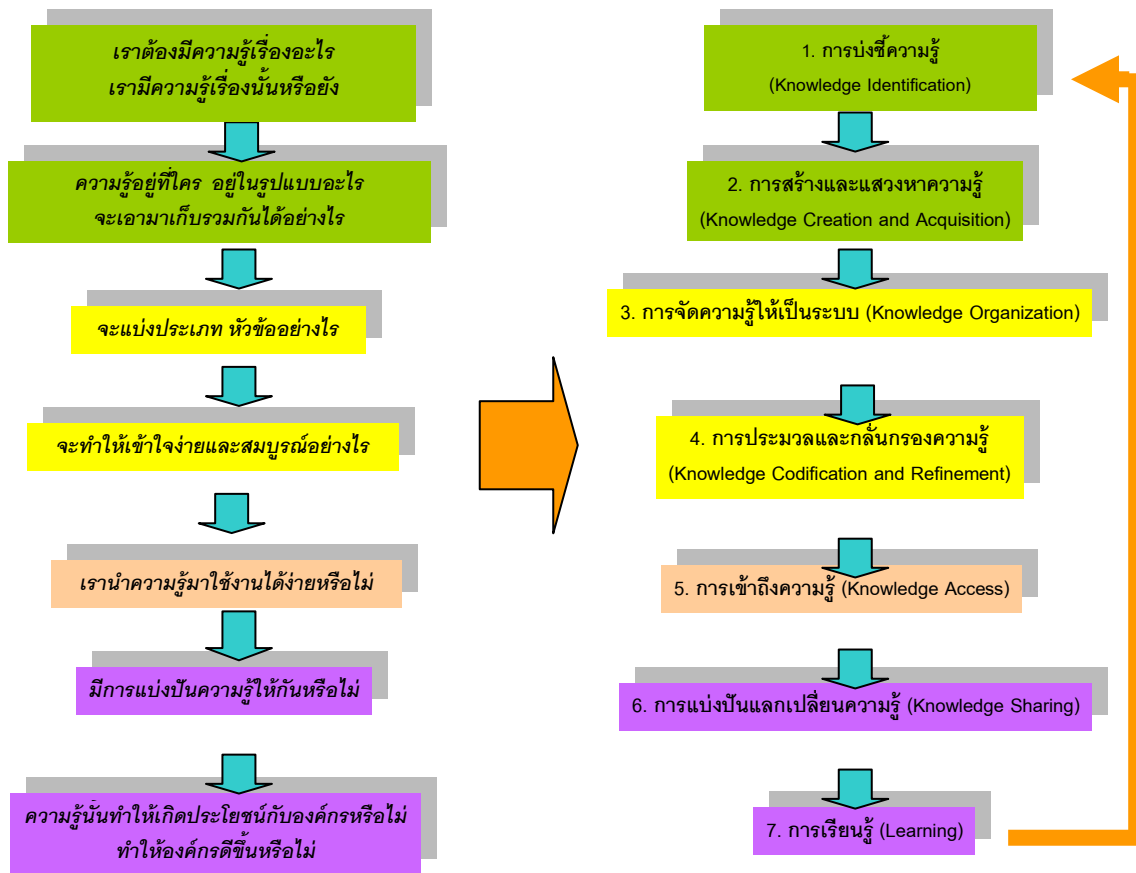 เราต้องมีความรู้เรื่องอะไร
เรามีความรู้เรื่องนั้นหรือยัง
ความรู้อยู่ที่ใคร อยู่ในรูปแบบอะไร
จะเอามาเก็บรวมกันได้อย่างไร
จะแบ่งประเภท หัวข้ออย่างไร
จะทำให้เข้าใจง่ายและสมบูรณ์อย่างไร
เรานำความรู้มาใช้งานได้ง่ายหรือไม่
มีการแบ่งปันความรู้ให้กันหรือไม่
ความรู้นั้นทำให้เกิดประโยชน์กับองค์กรหรือไม่
ทำให้องค์กรดีขึ้นหรือไม่
1. การบ่งชี้ความรู้
(Knowledge Identification)
2. การสร้างและแสวงหาความรู้
(Knowledge Creation and Acquisition)
3. การจัดความรู้ให้เป็นระบบ (Knowledge Organization)
4. การประมวลและกลั่นกรองความรู้
(Knowledge Codification and Refinement)
5. การเข้าถึงความรู้ (Knowledge Access)
6. การแบ่งปันแลกเปลี่ยนความรู้ (Knowledge Sharing)
7. การเรียนรู้ (Learning)